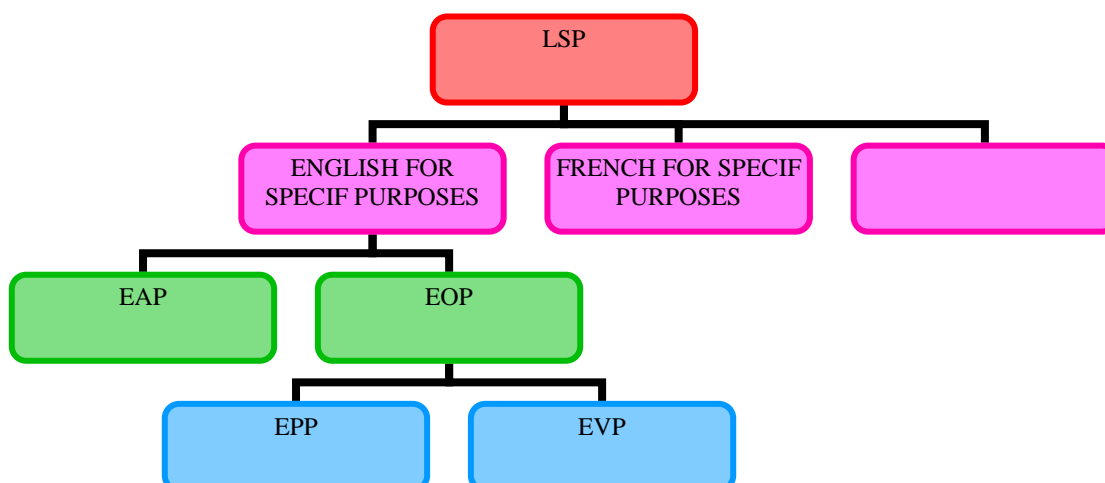 LSP
ENGLISH FOR
SPECIF PURPOSES
FRENCH FOR SPECIF
PURPOSES
EAP
EOP
EPP
EVP